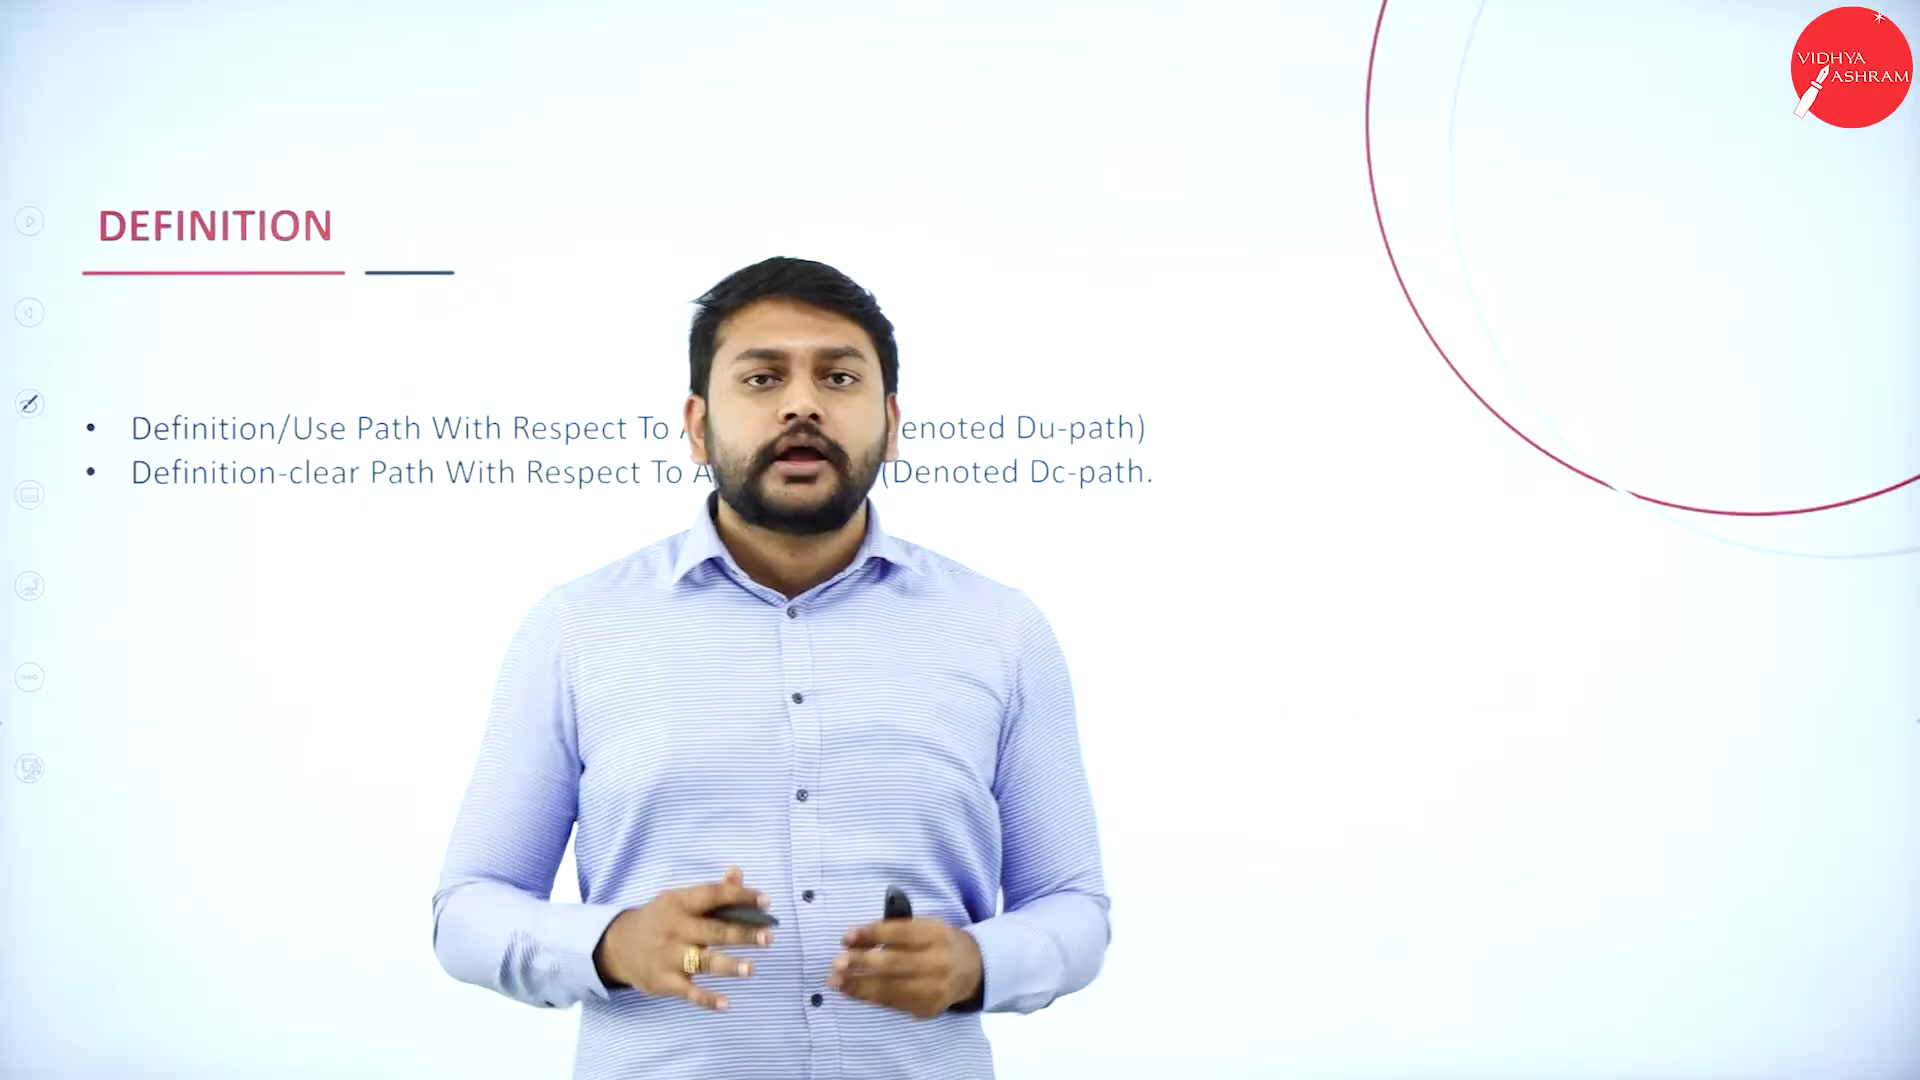 VIDHYA
ASHRAM
DEFINITION
• Definition/Use Path With Respect To enoted Du-path)
• Definition-clear Path With Respect To A (Denoted Dc-path.